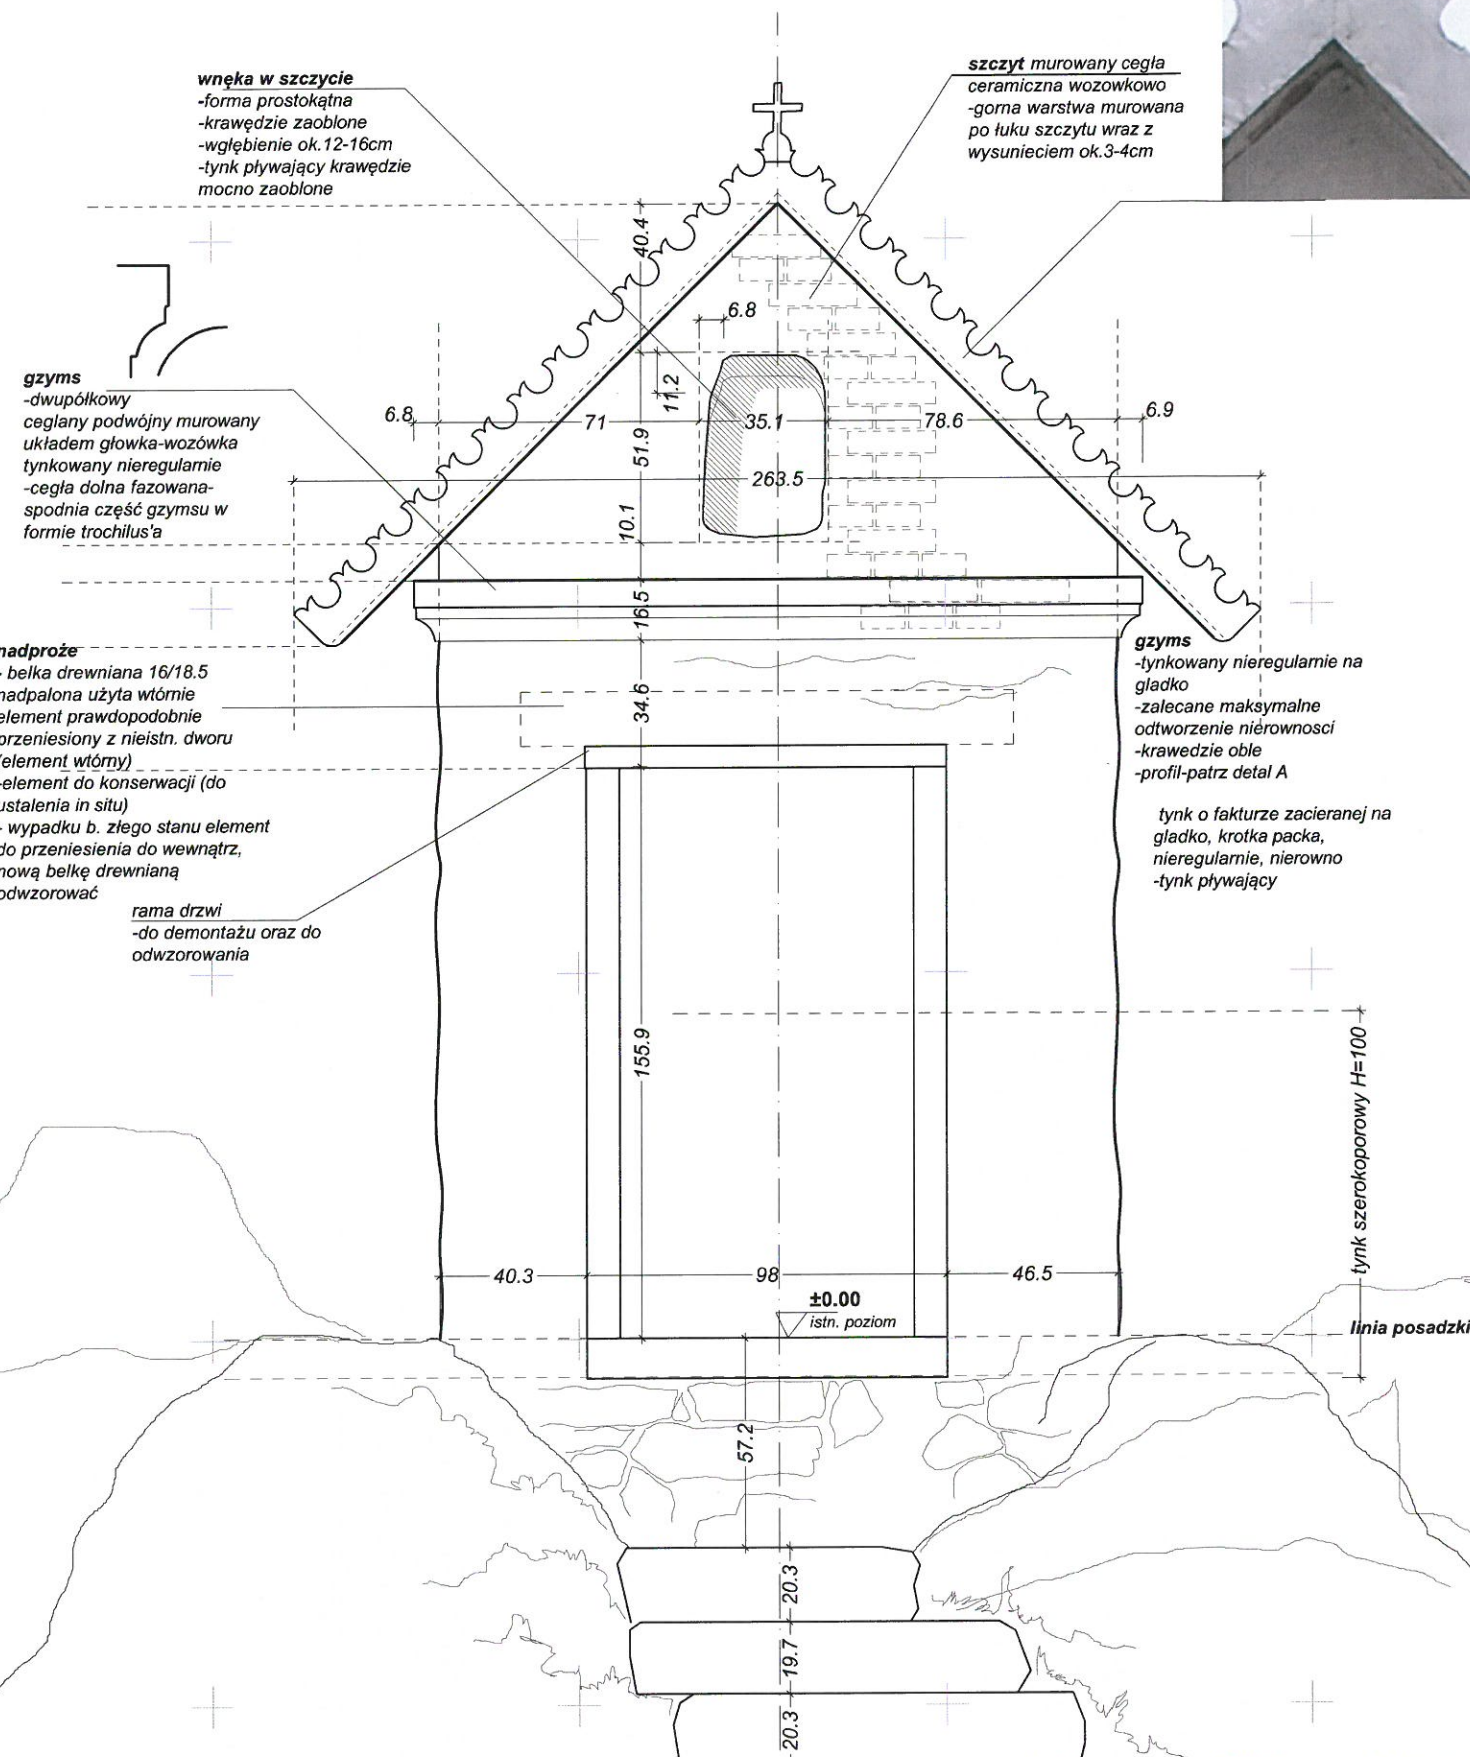 wnęka w szczycie
-forma prostokątna
-krawędzie zaoblone
-wgłębienie ok.12-16cm
-tynk pływający krawędzie
mocno zaoblone
szczyt murowany cegła
ceramiczna wozowkowo
-gorna warstwa murowana
po łuku szczytu wraz z
wysunieciem ok.3-4cm
40.4
6.8
11.2
6.8
71
35.1
78.6
6.9
51.9
263.5
10.1
16.5
34.6
gzyms
-dwupółkowy
ceglany podwójny murowany
układem głowka-wozówka
tynkowany nieregularnie
-cegła dolna fazowana-
spodnia część gzymsu w
formie trochilus'a
nadproże
- belka drewniana 16/18.5
nadpalona użyta wtórnie
element prawdopodobnie
przeniesiony z nieistn. dworu
(element wtórny)
-element do konserwacji (do
ustalenia in situ)
- wypadku b. złego stanu element
do przeniesienia do wewnątrz,
nową belkę drewnianą
odwzorować
rama drzwi
-do demontażu oraz do
odwzorowania
gzyms
-tynkowany nieregularnie na
gladko
-zalecane maksymalne
odtworzenie nierownosci
-krawedzie oble
-profil-patrz detal A
tynk o fakturze zacieranej na
gladko, krotka packa,
nieregularnie, nierowno
-tynk pływający
155.9
tynk szerokoporowy H=100
40.3
98
46.5
±0.00
istn. poziom
linia posadzki
57.2
20.3
19.7
20.3